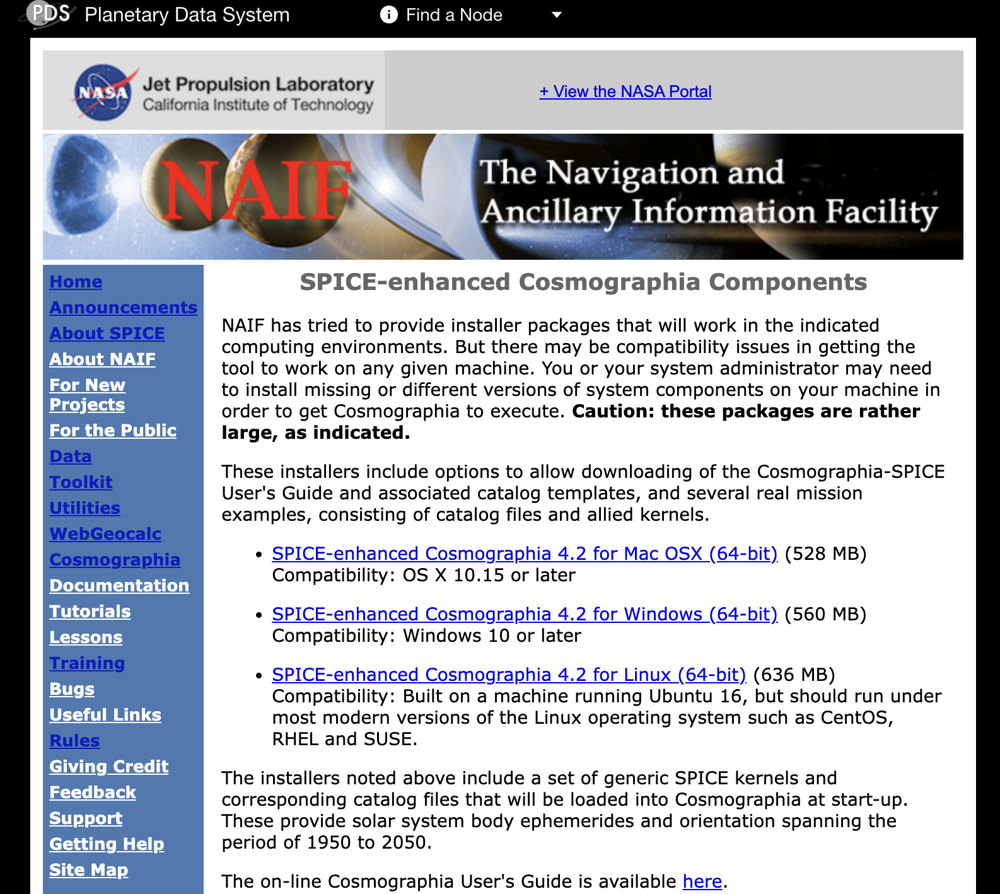 PDS Planetary Data System
Find a Node
NASA
Jet Propulsion Laboratory
California Institute of Technology
+ View the NASA Portal
NAIF
The Navigation and
Ancillary Information Facility
Home
Announcements
About SPICE
About NAIF
For New
Projects
For the Public
Data
Toolkit
Utilities
WebGeocalc
Cosmographia
Documentation
Tutorials
Lessons
Training
Bugs
Useful Links
Rules
Giving Credit
Feedback
Support
Getting Help
Site Map
SPICE-enhanced Cosmographia Components
NAIF has tried to provide installer packages that will work in the indicated
computing environments. But there may be compatibility issues in getting the
tool to work on any given machine. You or your system administrator may need
to install missing or different versions of system components on your machine in
order to get Cosmographia to execute. Caution: these packages are rather
large, as indicated.
These installers include options to allow downloading of the Cosmographia-SPICE
User's Guide and associated catalog templates, and several real mission
examples, consisting of catalog files and allied kernels.
• SPICE-enhanced Cosmographia 4.2 for Mac OSX (64-bit) (528 MB)
Compatibility: OS X 10.15 or later
• SPICE-enhanced Cosmographia 4.2 for Windows (64-bit) (560 MB)
Compatibility: Windows 10 or later
• SPICE-enhanced Cosmographia 4.2 for Linux (64-bit) (636 MB)
Compatibility: Built on a machine running Ubuntu 16, but should run under
most modern versions of the Linux operating system such as CentOS,
RHEL and SUSE.
The installers noted above include a set of generic SPICE kernels and
corresponding catalog files that will be loaded into Cosmographia at start-up.
These provide solar system body ephemerides and orientation spanning the
period of 1950 to 2050.
The on-line Cosmographia User's Guide is available here.